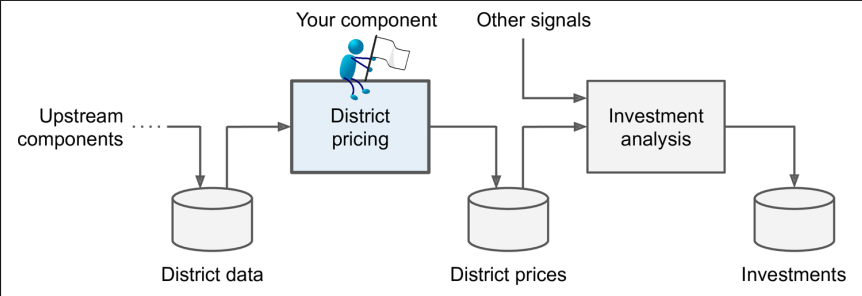 Your component
Other signals
Upstream
components
District
pricing
Investment
analysis
District data
District prices
Investments